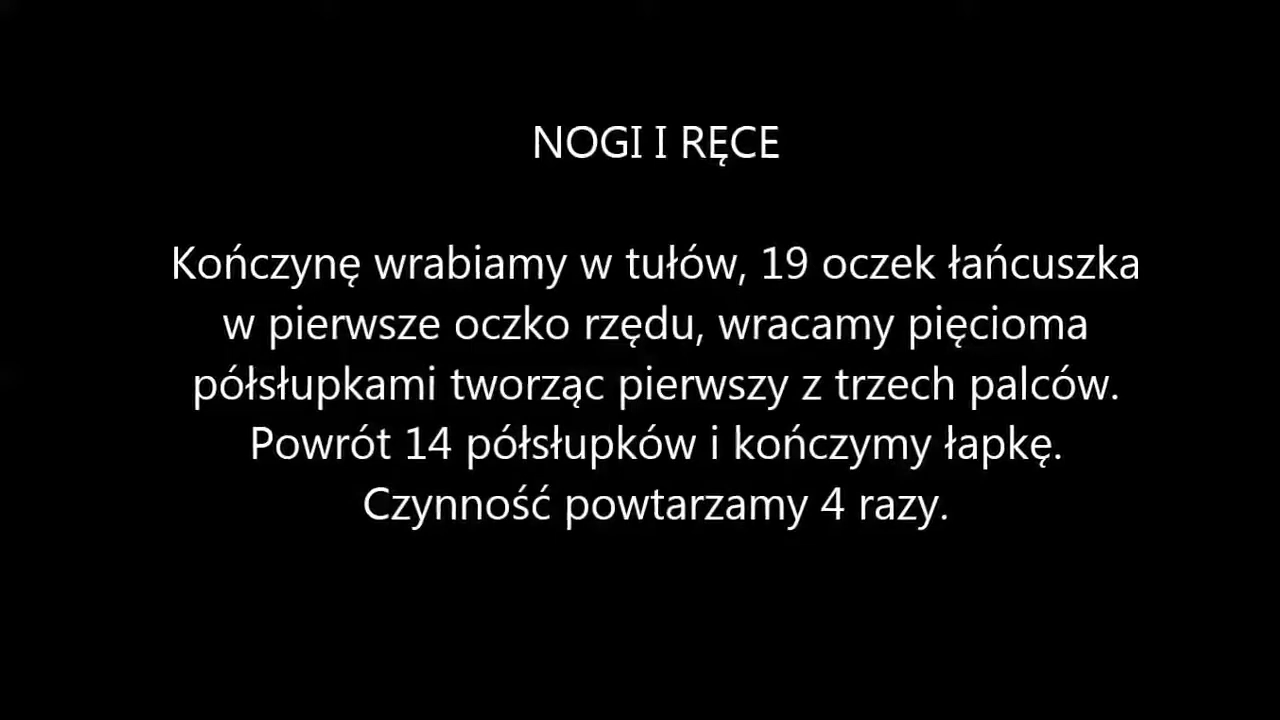 NOGI I RĘCE
Kończynę wrabiamy w tułów, 19 oczek łańcuszka
w pierwsze oczko rzędu, wracamy pięcioma
półsłupkami tworząc pierwszy z trzech palców.
Powrót 14 półsłupków i kończymy łapkę.
Czynność powtarzamy 4 razy.